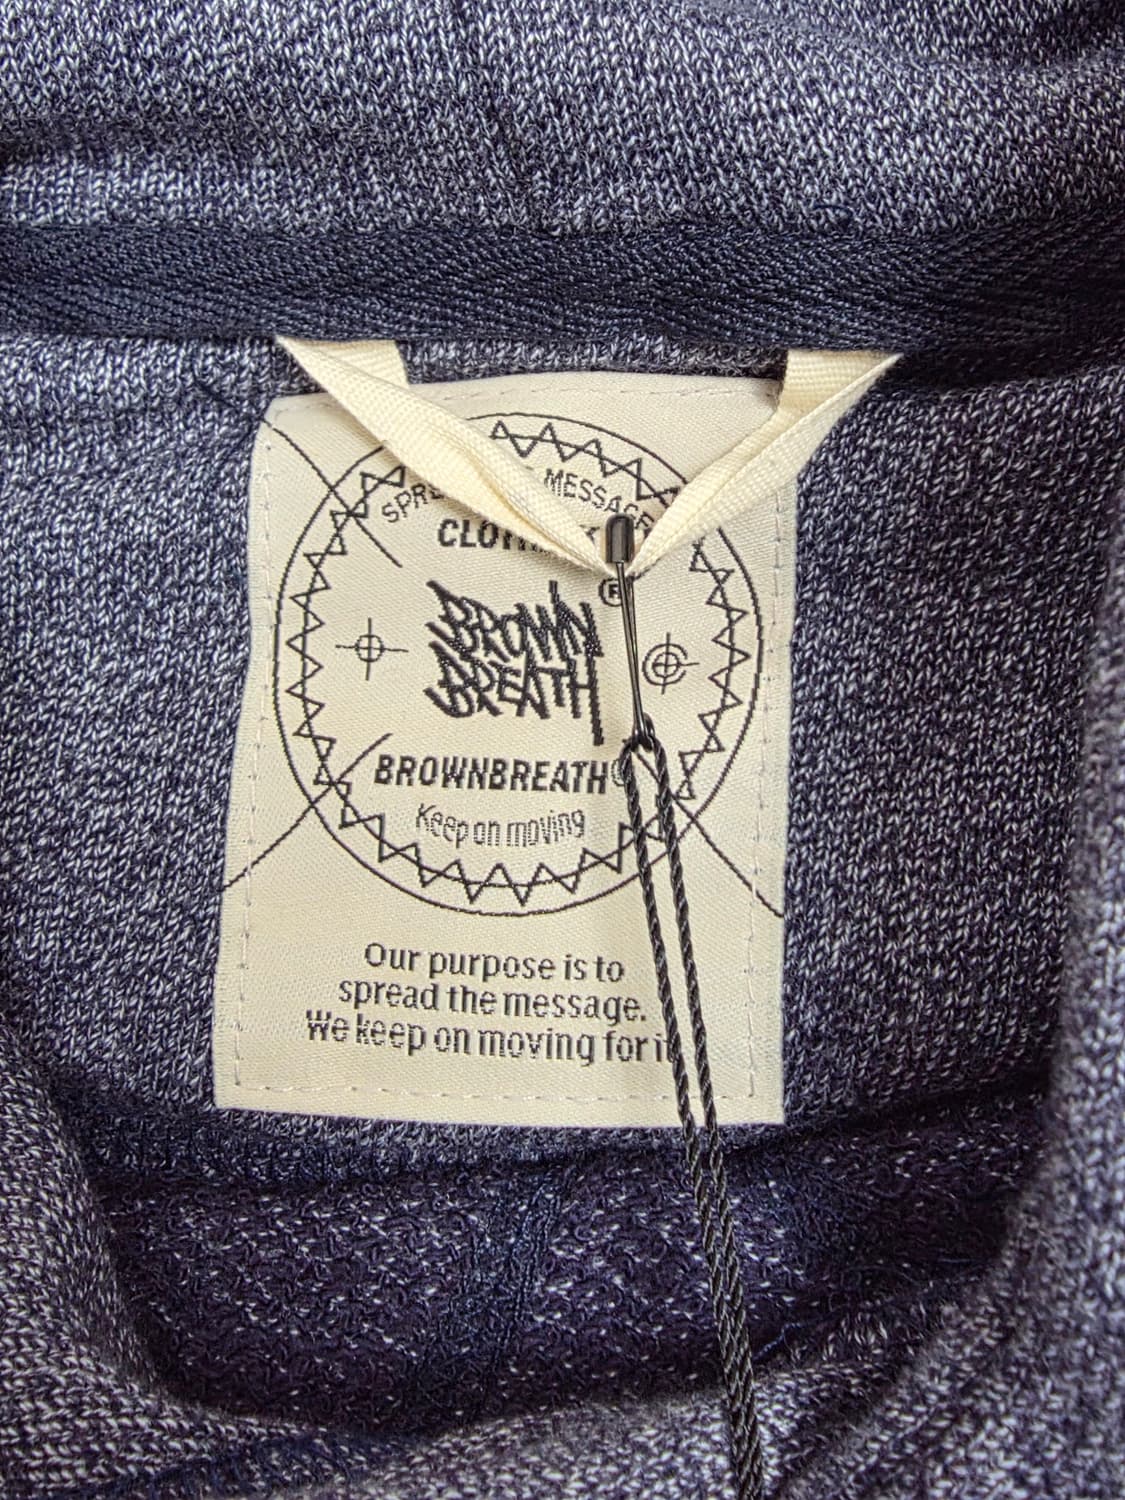 MESSAGE
BROWN
BREATH
®
BROWNBREATH
Keep on moving
Our purpose is to
spread the message.
We keep on moving for it